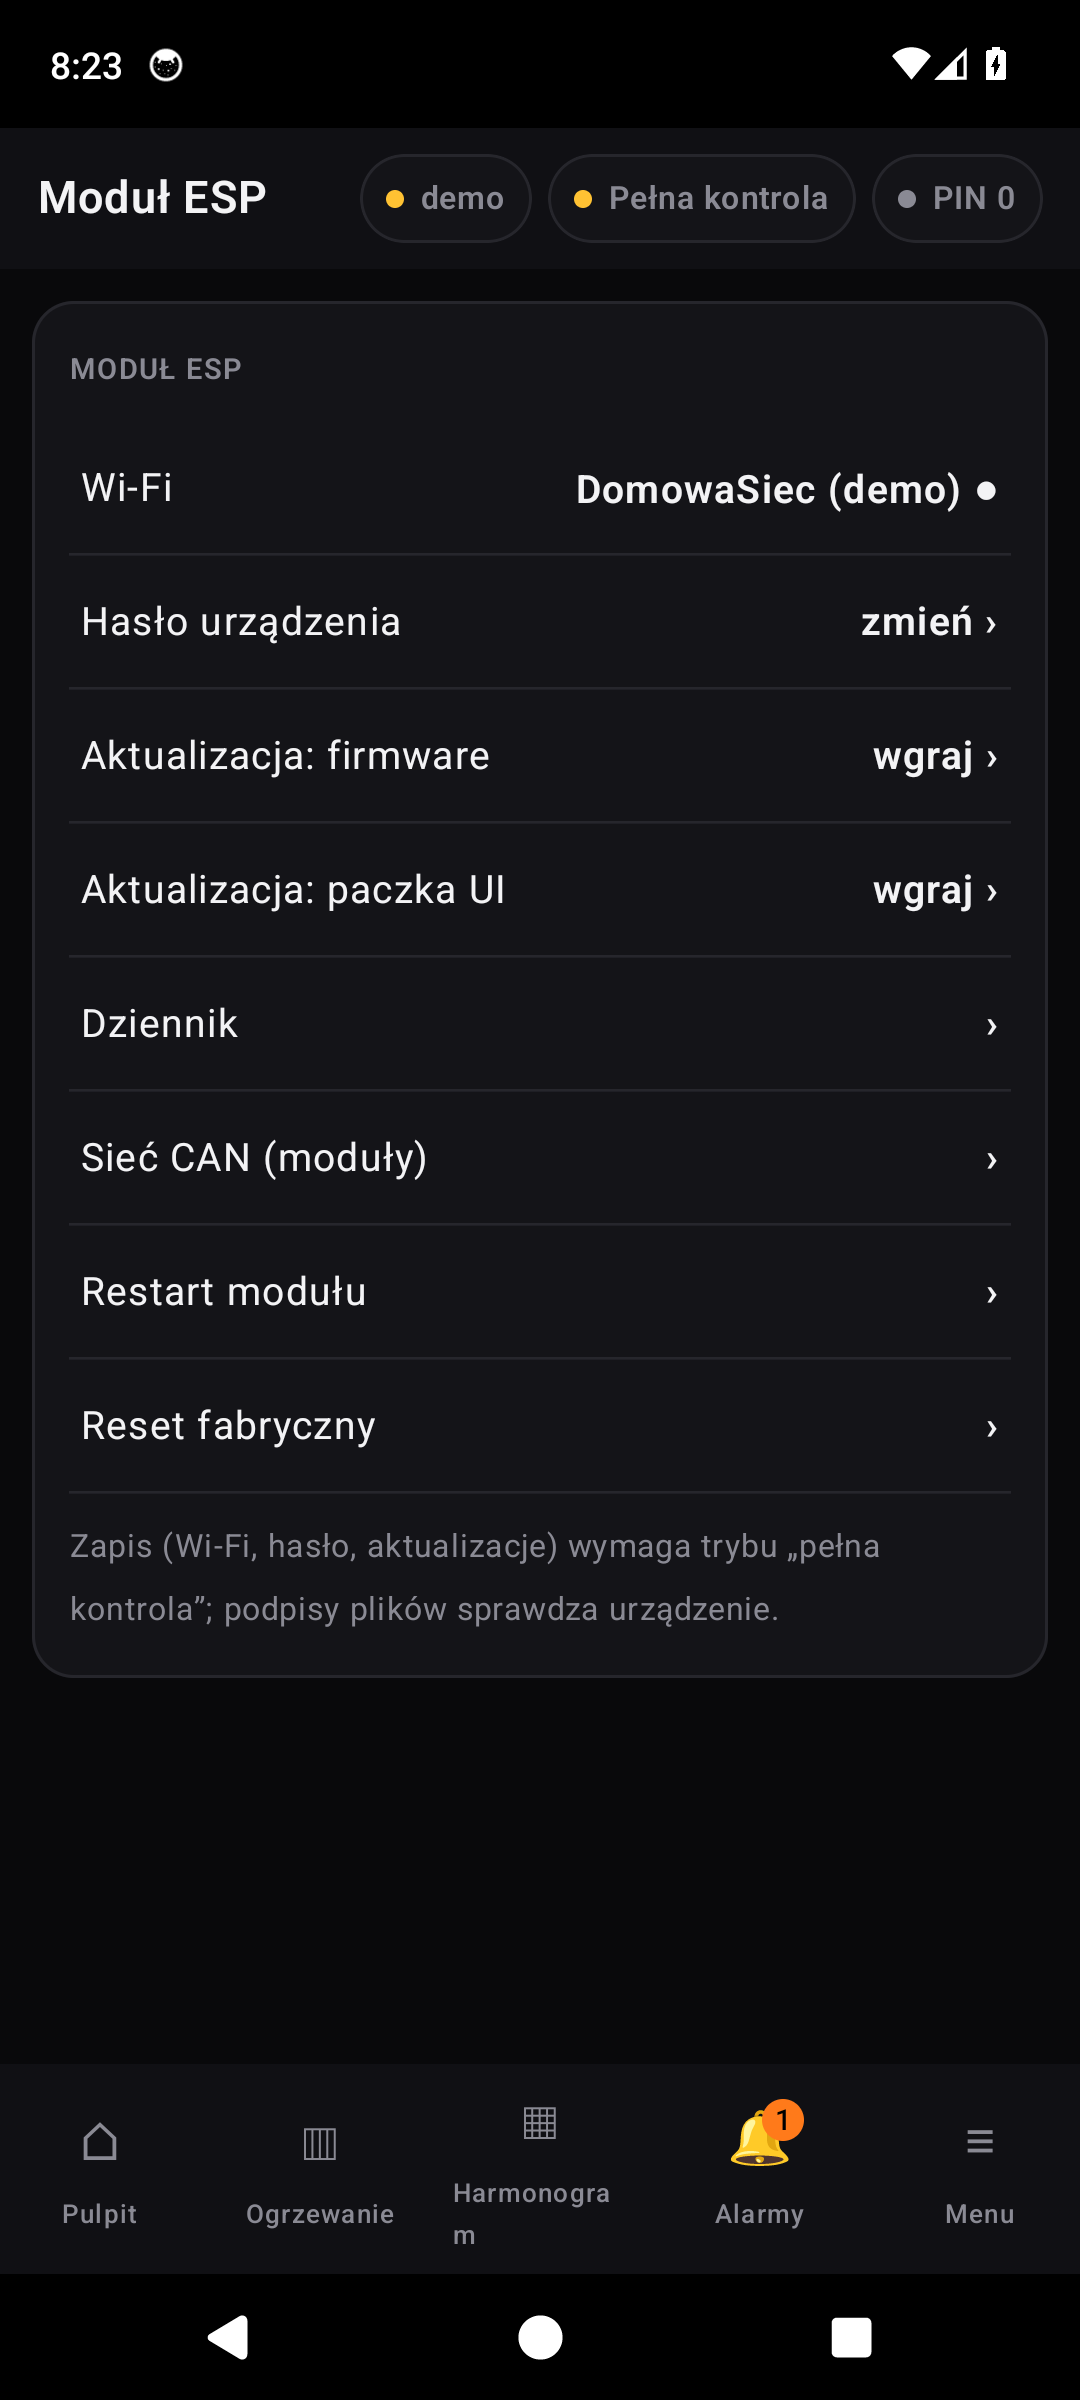 8:23
Moduł ESP
demo
Pełna kontrola
PIN 0
MODUŁ ESP
Wi-Fi DomowaSiec (demo) ●
Hasło urządzenia zmień ›
Aktualizacja: firmware wgraj ›
Aktualizacja: paczka UI wgraj ›
Dziennik ›
Sieć CAN (moduły) ›
Restart modułu ›
Reset fabryczny ›
Zapis (Wi-Fi, hasło, aktualizacje) wymaga trybu „pełna
kontrola”; podpisy plików sprawdza urządzenie.
1
Pulpit
Ogrzewanie
Harmonogra
m
Alarmy
Menu